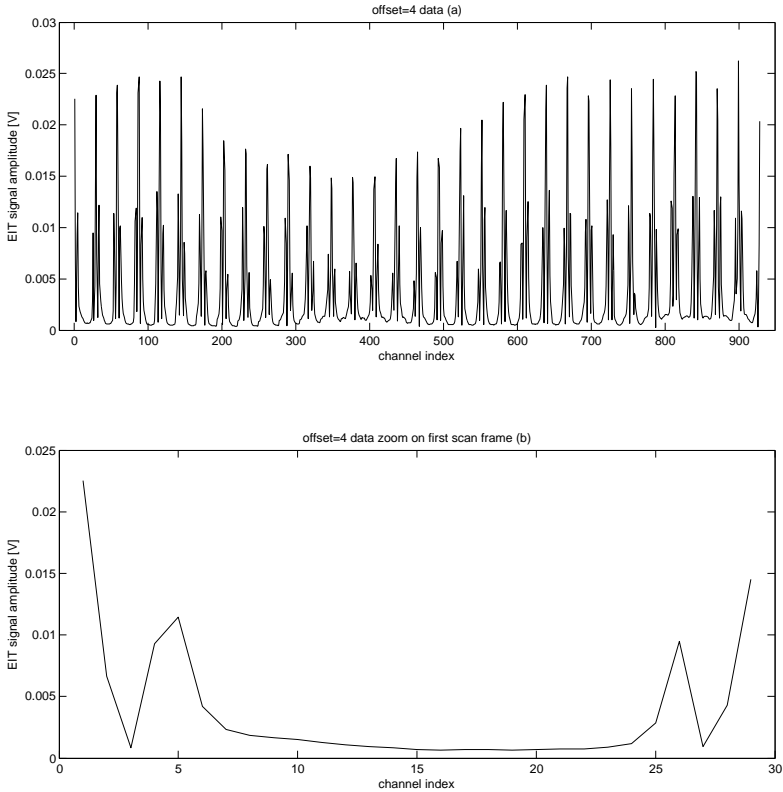 offset=4 data (a)
0.03
0.025
0.02
0.015
0.01
0.005
0
EIT signal amplitude [V]
0 100 200 300 400 500 600 700 800 900
channel index
offset=4 data zoom on first scan frame (b)
0.025
0.02
0.015
0.01
0.005
0
EIT signal amplitude [V]
0 5 10 15 20 25 30
channel index